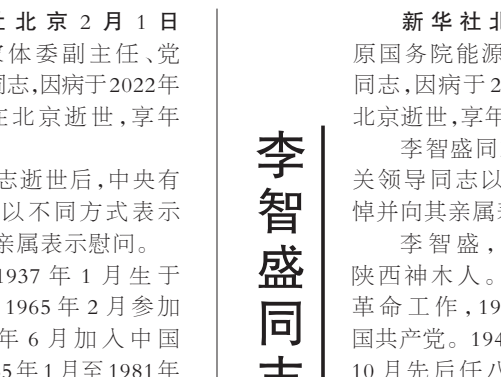 社北京2月1日
体委副主任、党
同志,因病于2022年
在北京逝世,享年
志逝世后,中央有
以不同方式表示
亲属表示慰问。
1937年1月生于
1965年2月参加
年6月加入中国
5年1月至1981年
李智盛同志
新华社北
原国务院能源
同志,因病于2
北京逝世,享年
李智盛同
关领导同志以
悼并向其亲属表
李智盛,
陕西神木人。
革命工作,19
国共产党。194
10月先后任八